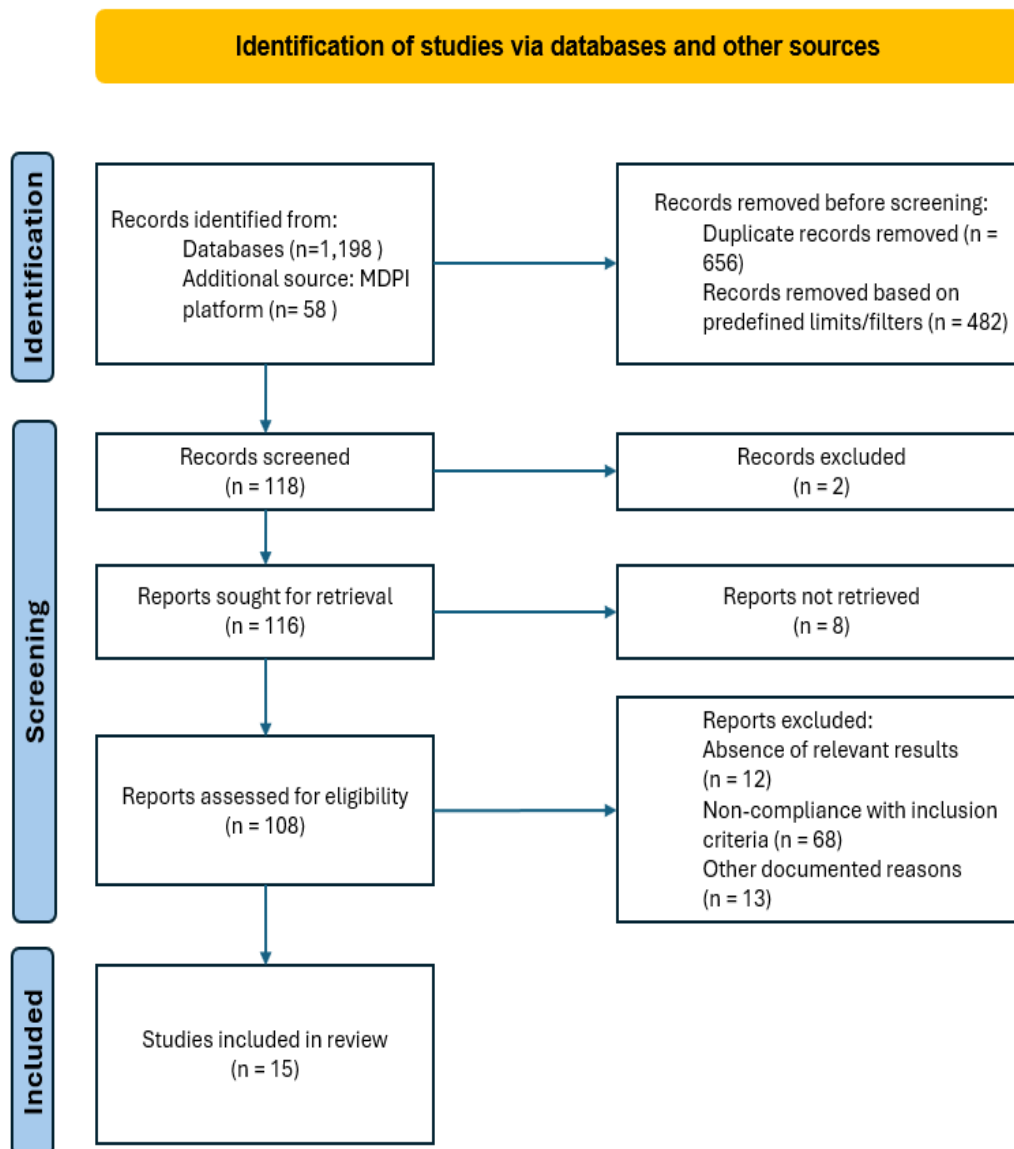 Identification of studies via databases and other sources
Identification
Records identified from:
Databases (n=1,198 )
Additional source: MDPI
platform (n= 58 )
Records removed before screening:
Duplicate records removed (n =
656)
Records removed based on
predefined limits/filters (n = 482)
Screening
Records screened
(n = 118)
Records excluded
(n = 2)
Reports sought for retrieval
(n = 116)
Reports not retrieved
(n = 8)
Reports assessed for eligibility
(n = 108)
Reports excluded:
Absence of relevant results
(n = 12)
Non-compliance with inclusion
criteria (n = 68)
Other documented reasons
(n = 13)
Included
Studies included in review
(n = 15)